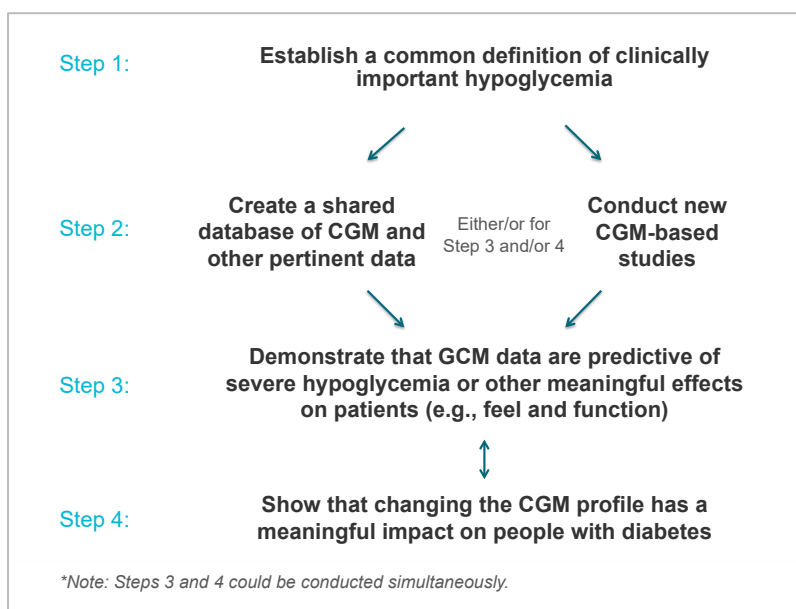 Step 1:
Establish a common definition of clinically
important hypoglycemia
Step 2:
Create a shared
database of CGM and
other pertinent data
Either/or for
Step 3 and/or 4
Conduct new
CGM-based
studies
Step 3:
Demonstrate that GCM data are predictive of
severe hypoglycemia or other meaningful effects
on patients (e.g., feel and function)
Step 4:
Show that changing the CGM profile has a
meaningful impact on people with diabetes
*Note: Steps 3 and 4 could be conducted simultaneously.